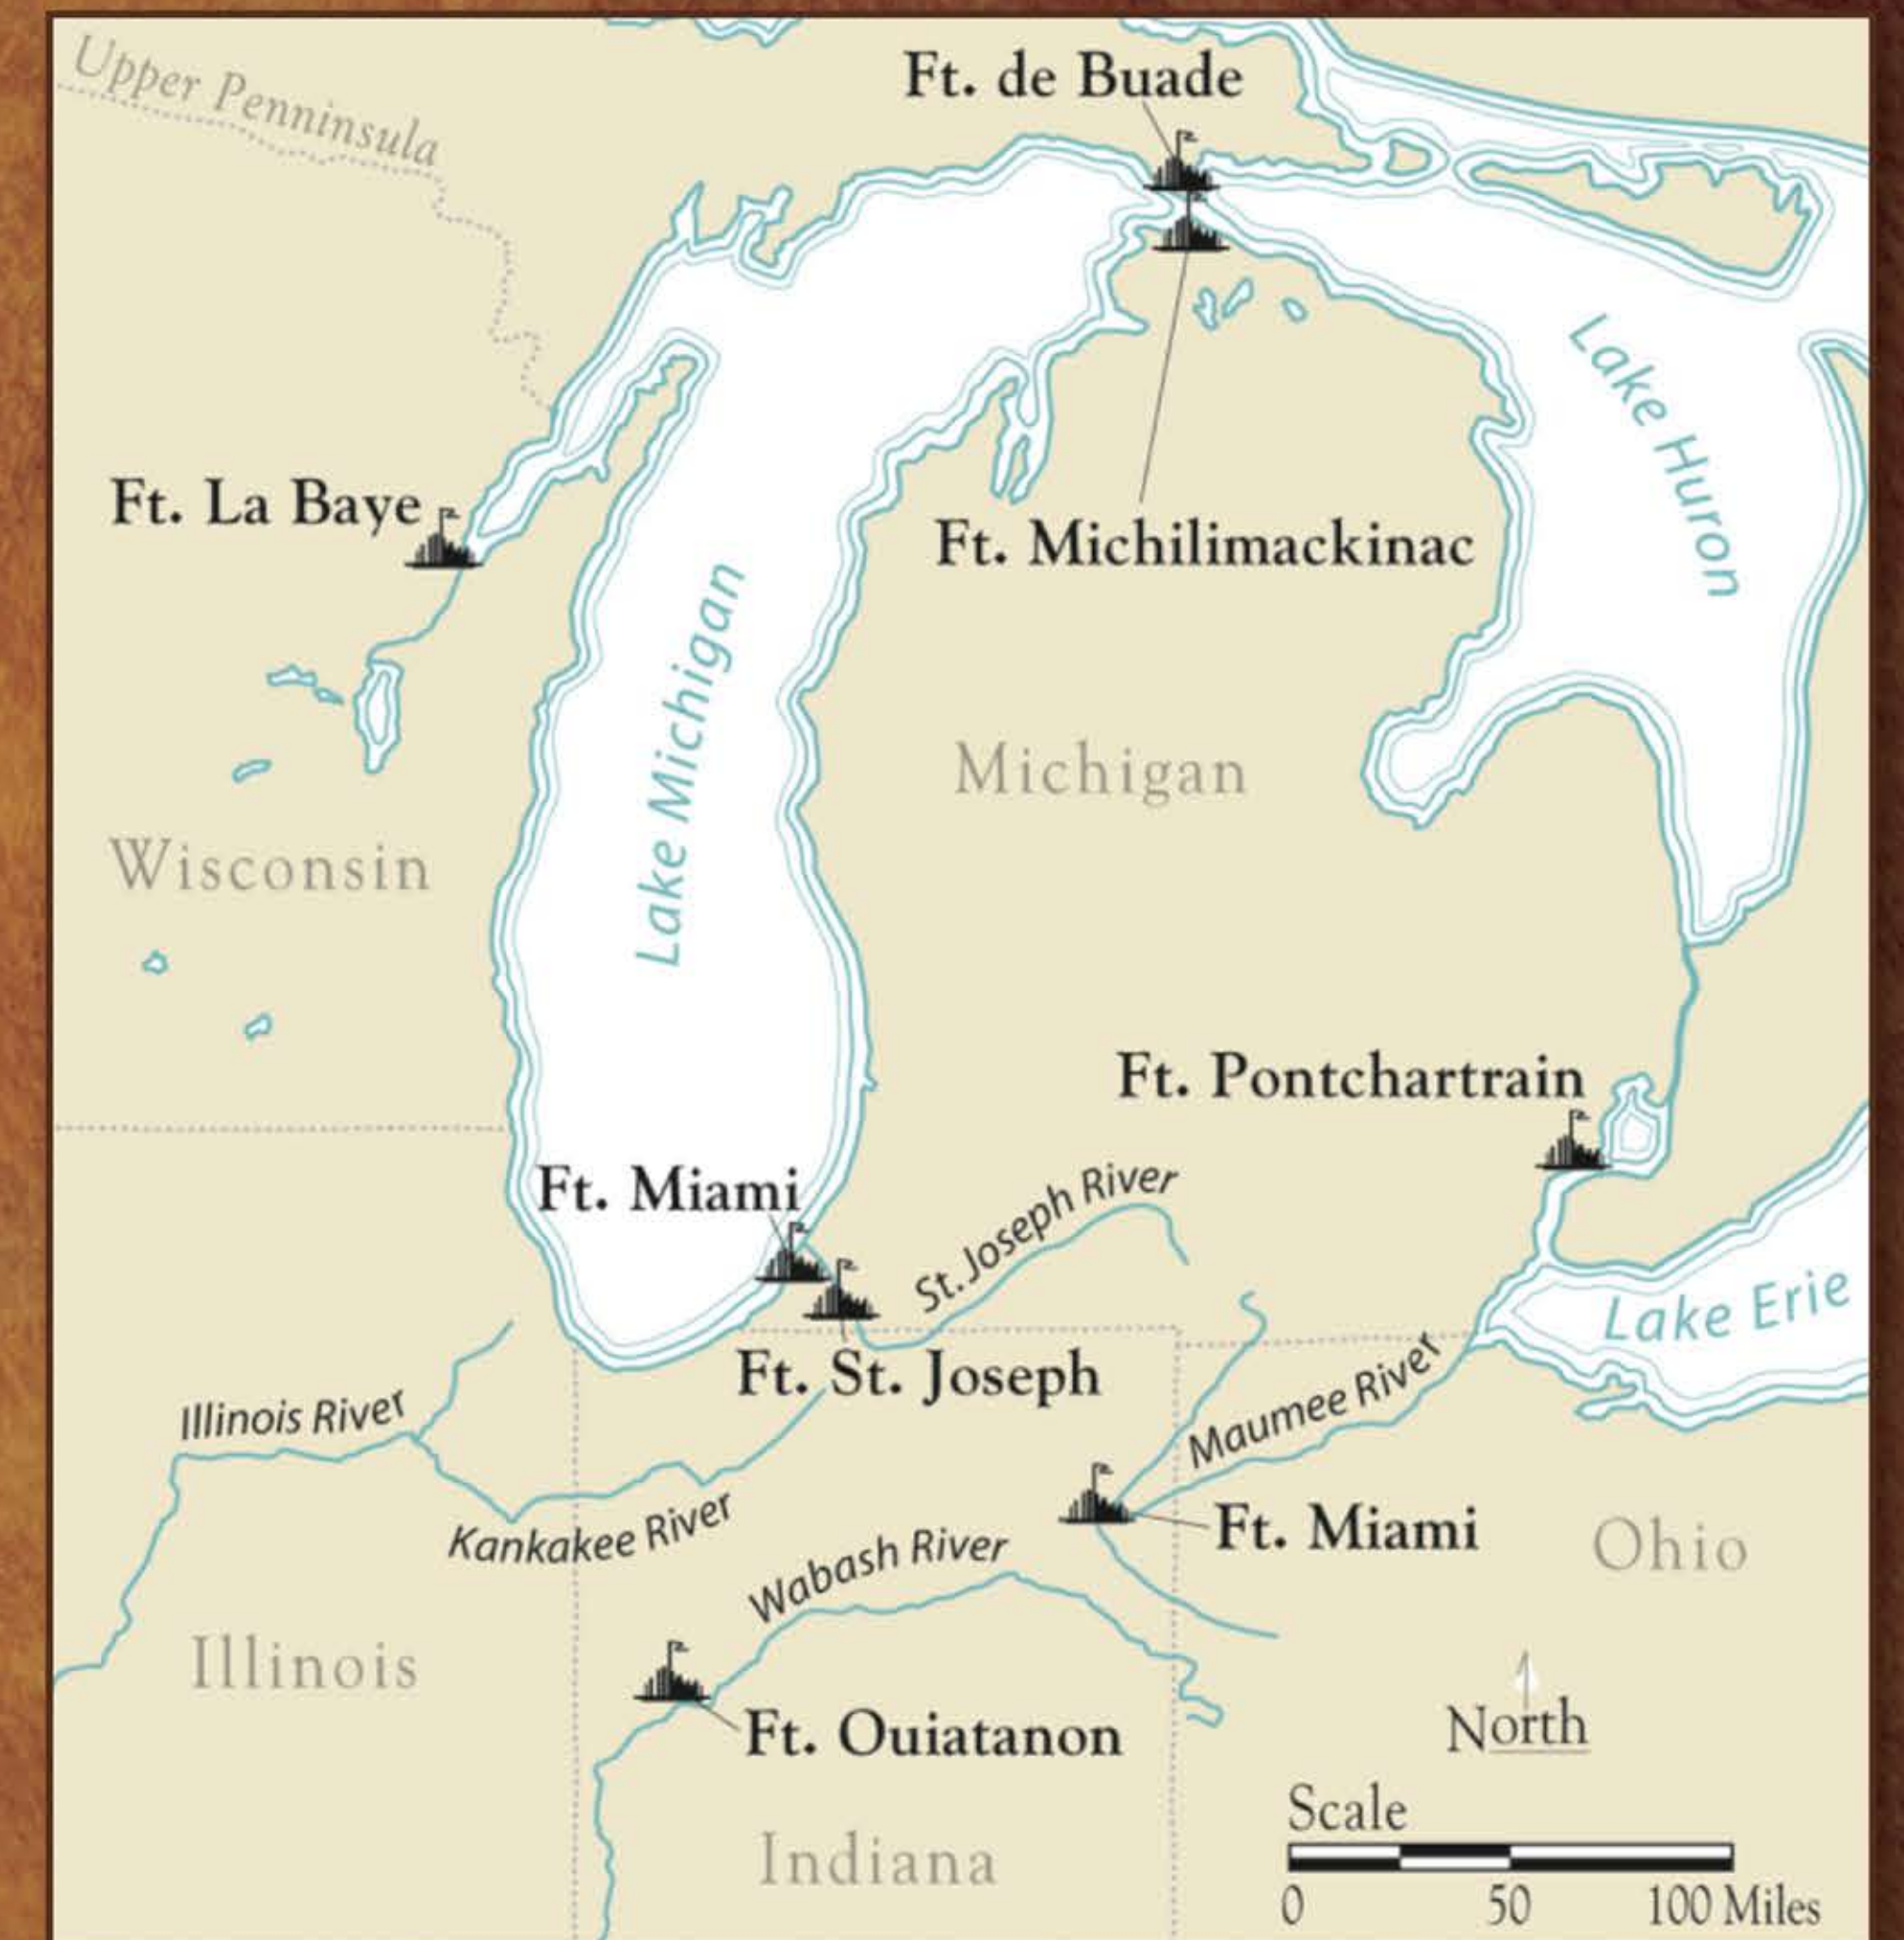 Upper Penninsula
Ft. de Buade
Lake Huron
Ft. La Baye
Ft. Michilimackinac
Lake Michigan
Michigan
Wisconsin
Ft. Pontchartrain
Ft. Miami
St. Joseph River
Lake Erie
Ft. St. Joseph
Illinois River
Maumee River
Kankakee River
Ft. Miami
Wabash River
Ohio
Illinois
Ft. Ouiatanon
North
Scale
Indiana
0 50 100 Miles